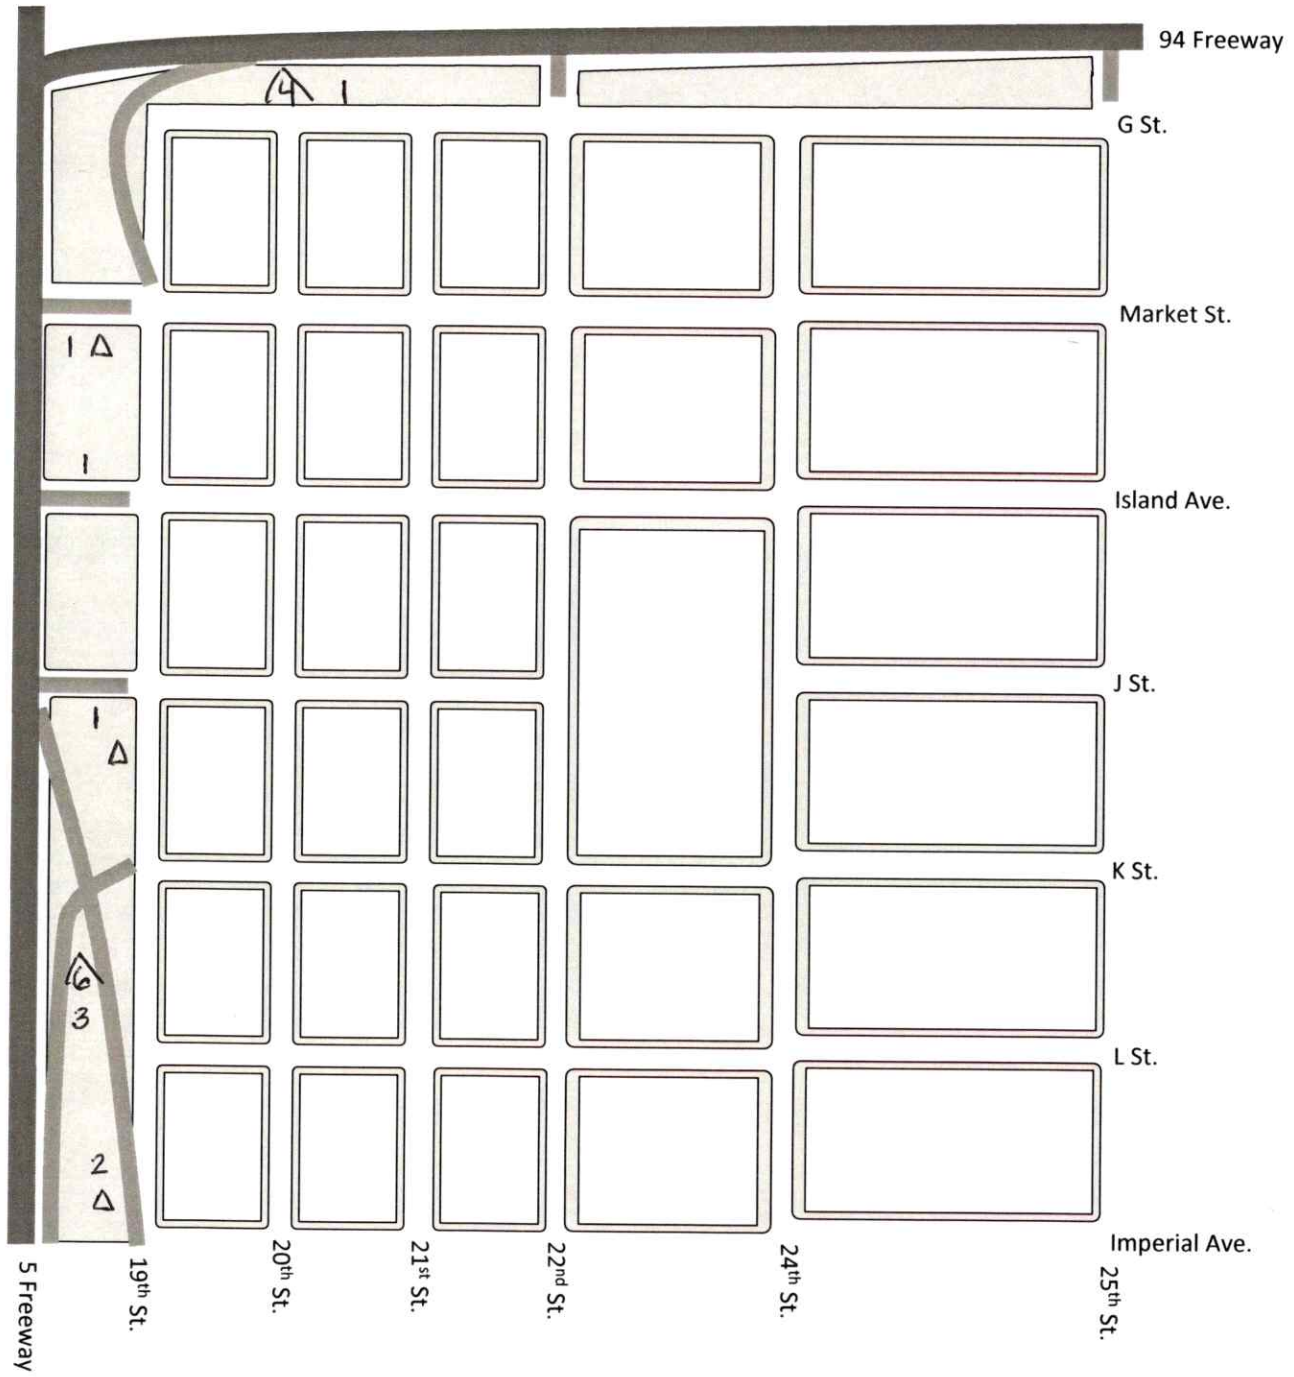 94 Freeway
4 1
G St.
Market St.
1 Δ
1
Island Ave.
J St.
1
Δ
K St.
6
3
L St.
2
Δ
Imperial Ave.
5 Freeway
19th St.
20th St.
21st St.
22nd St.
24th St.
25th St.